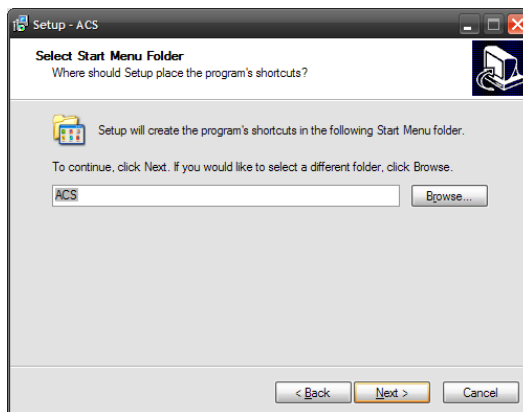 Setup - ACS
Select Start Menu Folder
Where should Setup place the program's shortcuts?
Setup will create the program's shortcuts in the following Start Menu folder.
To continue, click Next. If you would like to select a different folder, click Browse.
ACS
Browse...
< Back
Next >
Cancel